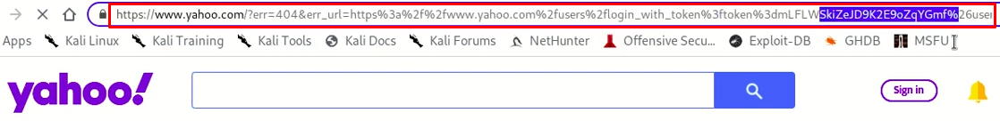 https://www.yahoo.com/?err=404&err_url=https%3a%2f%2fwww.yahoo.com%2fusers%2flogin_with_token%3ftoken%3dmLFLWSkiZeJD9K2E9oZqYGmf%26user
Apps Kali Linux Kali Training Kali Tools Kali Docs Kali Forums NetHunter Offensive Secu... Exploit-DB GHDB MSFU
yahoo! Sign in